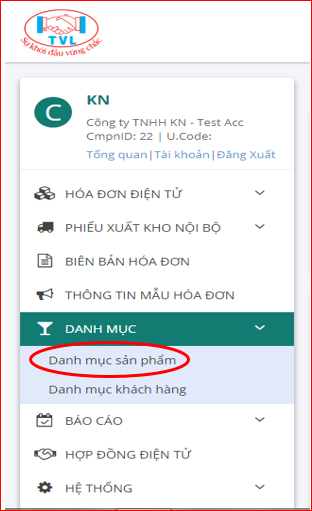 TVL
Sự khởi đầu vững chắc
C
KN
Công ty TNHH KN - Test Acc
CmpnID: 22 | U.Code:
Tổng quan|Tài khoản|Đăng Xuất
HÓA ĐƠN ĐIỆN TỬ
PHIẾU XUẤT KHO NỘI BỘ
BIÊN BẢN HÓA ĐƠN
THÔNG TIN MẪU HÓA ĐƠN
DANH MỤC
Danh mục sản phẩm
Danh mục khách hàng
BÁO CÁO
HỢP ĐỒNG ĐIỆN TỬ
HỆ THỐNG